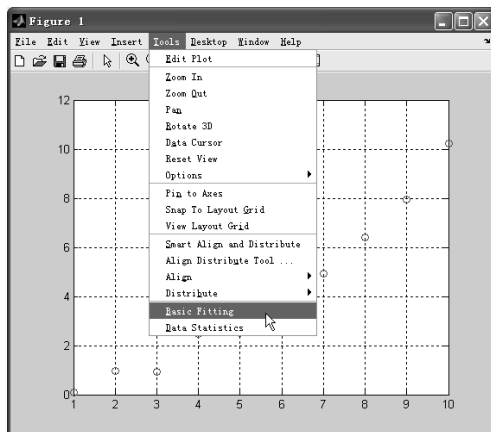 Figure 1
File Edit View Insert Tools Desktop Window Help
Edit Plot
Zoom In
Zoom Out
Pan
Rotate 3D
Data Cursor
Reset View
Options
Pin to Axes
Snap To Layout Grid
View Layout Grid
Smart Align and Distribute
Align Distribute Tool ...
Align
Distribute
Basic Fitting
Data Statistics
12
10
8
6
4
2
0
1 2 3 4 5 6 7 8 9 10